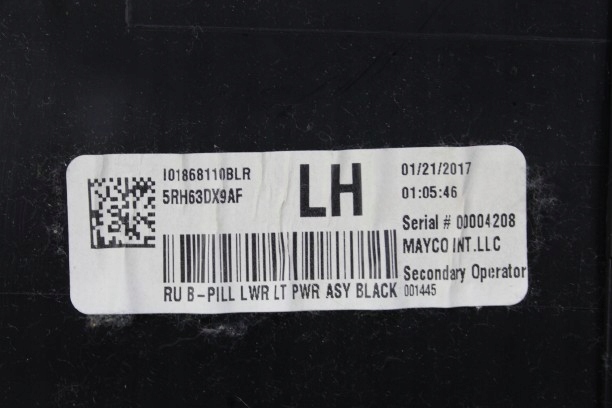 I01868110BLR
5RH63DX9AF
LH
01/21/2017
01:05:46
Serial # 00004208
MAYCO INT.LLC
Secondary Operator
001445
RU B-PILL LWR LT PWR ASY BLACK